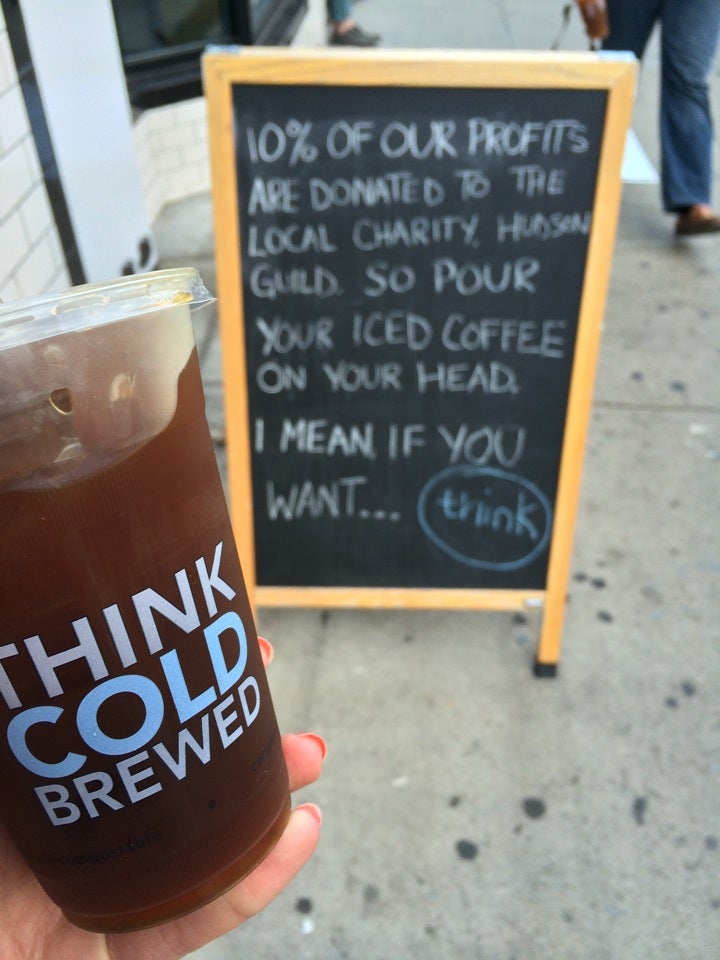 10% OF OUR PROFITS
ARE DONATED TO THE
LOCAL CHARITY, HUDSON
GUILD. SO POUR
YOUR ICED COFFEE
ON YOUR HEAD.
I MEAN, IF YOU
WANT...
think
THINK
COLD
BREWED
compostable